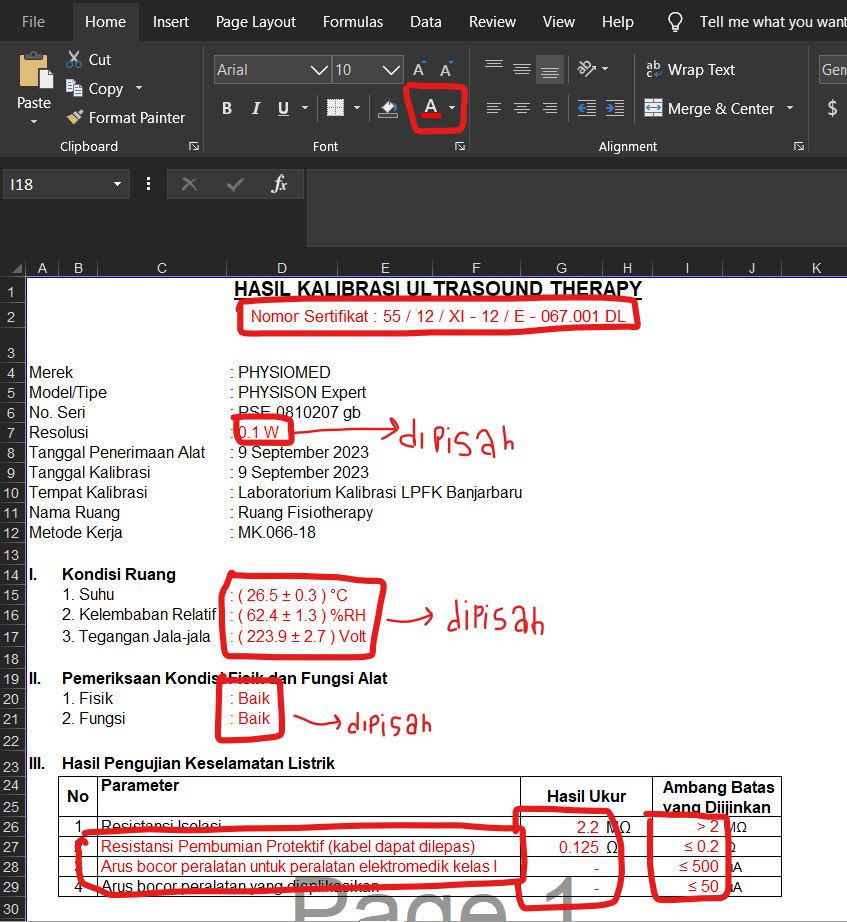 File Home Insert Page Layout Formulas Data Review View Help Tell me what you want
Cut
Copy
Format Painter
Paste
Clipboard
Arial 10 A A
B I U A
Font
ab Wrap Text
Merge & Center
Alignment
Gen
$
I18 fx
A B C D E F G H I J K
1 HASIL KALIBRASI ULTRASOUND THERAPY
2 Nomor Sertifikat : 55 / 12 / XI - 12 / E - 067.001 DL
3
4 Merek : PHYSIOMED
5 Model/Tipe : PHYSISON Expert
6 No. Seri : PSE 0810207 gb
7 Resolusi : 0.1 W dipisah
8 Tanggal Penerimaan Alat : 9 September 2023
9 Tanggal Kalibrasi : 9 September 2023
10 Tempat Kalibrasi : Laboratorium Kalibrasi LPFK Banjarbaru
11 Nama Ruang : Ruang Fisiotherapy
12 Metode Kerja : MK.066-18
13
14 I. Kondisi Ruang
15 1. Suhu : ( 26.5 ± 0.3 ) °C
16 2. Kelembaban Relatif : ( 62.4 ± 1.3 ) %RH dipisah
17 3. Tegangan Jala-jala : ( 223.9 ± 2.7 ) Volt
18
19 II. Pemeriksaan Kondisi Fisik dan Fungsi Alat
20 1. Fisik : Baik
21 2. Fungsi : Baik dipisah
22
23 III. Hasil Pengujian Keselamatan Listrik
24 No Parameter Hasil Ukur Ambang Batas
25 yang Diijinkan
26 1 Resistansi Isolasi 2.2 MΩ > 2 MΩ
27 2 Resistansi Pembumian Protektif (kabel dapat dilepas) 0.125 Ω ≤ 0.2 Ω
28 3 Arus bocor peralatan untuk peralatan elektromedik kelas I - ≤ 500 µA
29 4 Arus bocor peralatan yang diaplikasikan - ≤ 50 µA
30
Page 1